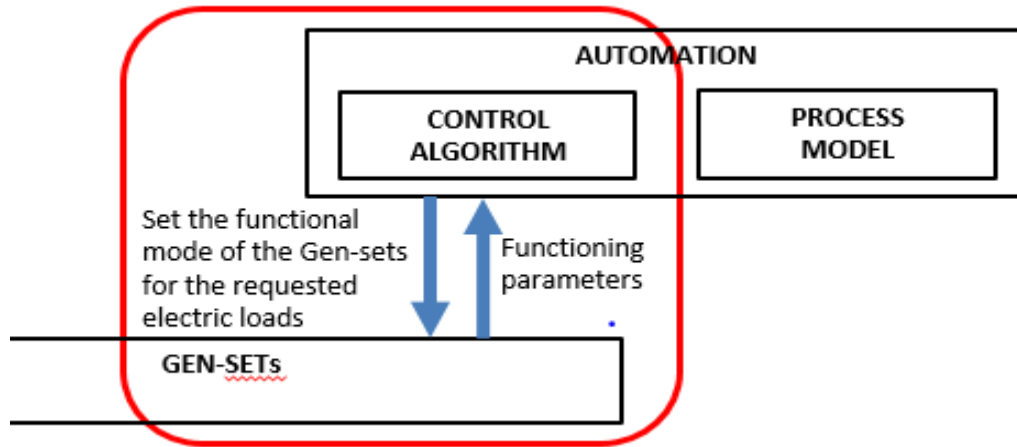 AUTOMATION
CONTROL
ALGORITHM
PROCESS
MODEL
Set the functional
mode of the Gen-sets
for the requested
electric loads
Functioning
parameters
GEN-SETs